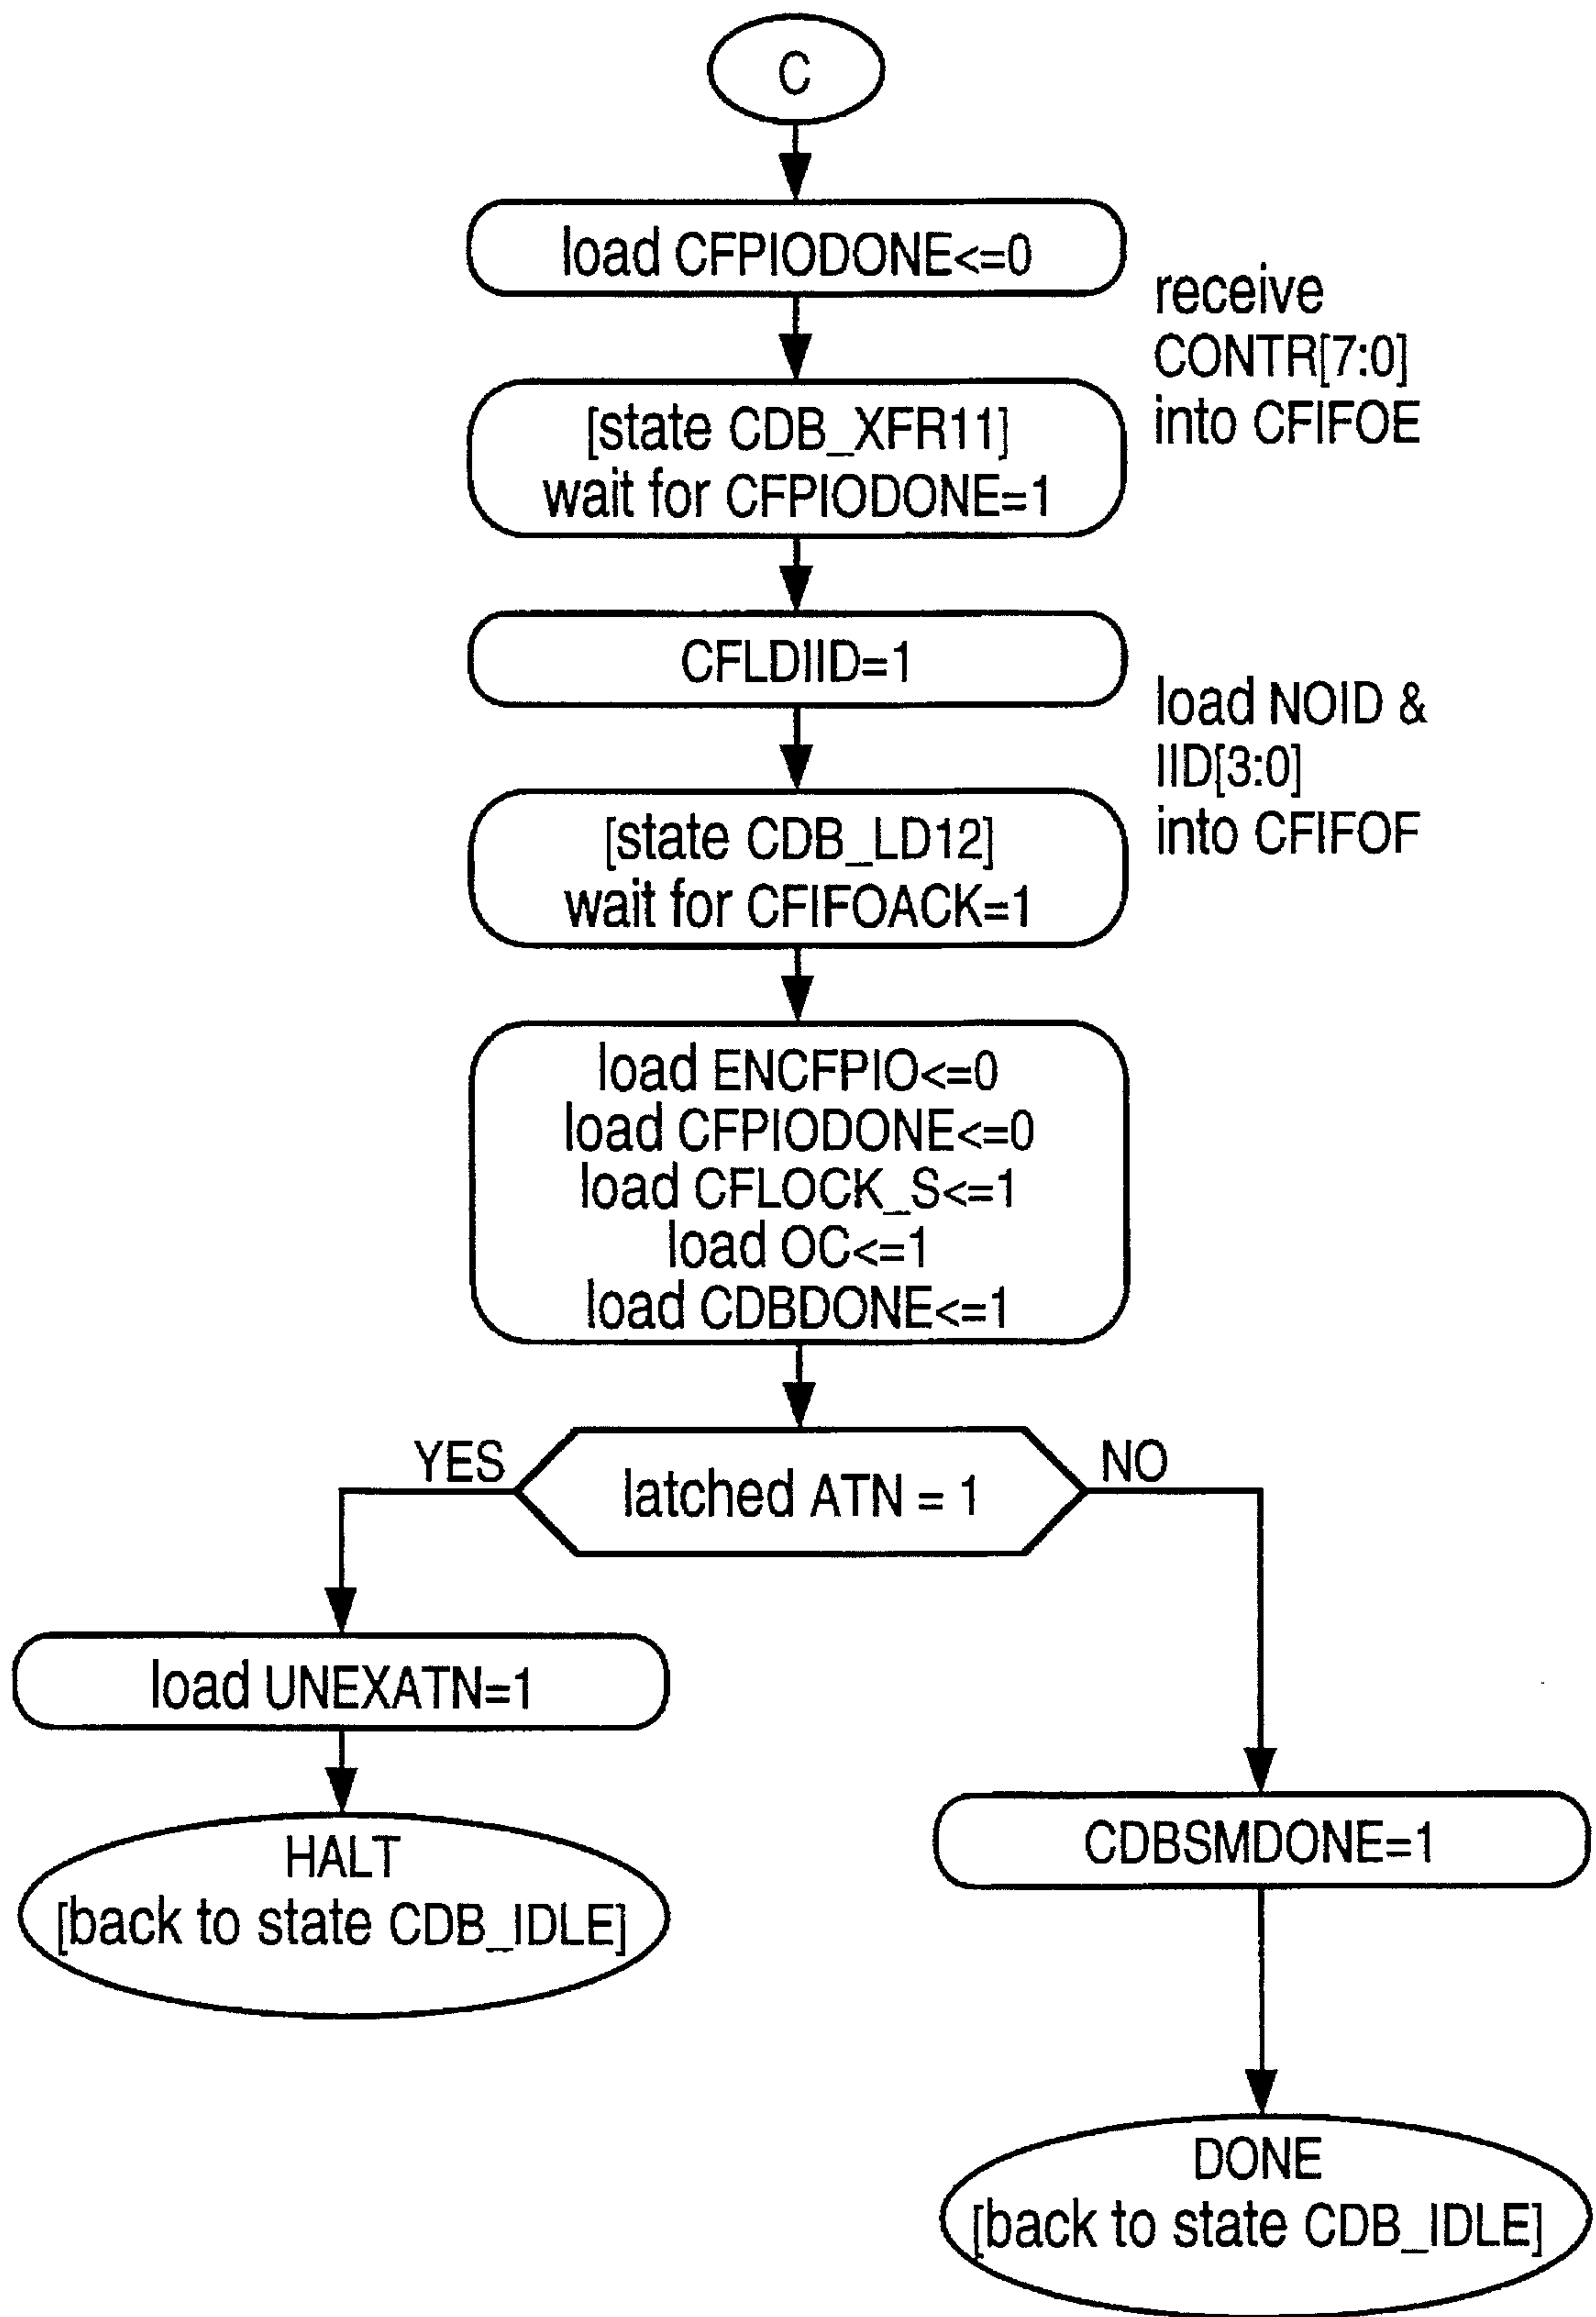 C
load CFPIODONE<=0
receive
CONTR[7:0]
into CFIFOE
[state CDB_XFR11]
wait for CFPIODONE=1
CFLDIID=1
load NOID &
IID[3:0]
into CFIFOF
[state CDB_LD12]
wait for CFIFOACK=1
load ENCFPIO<=0
load CFPIODONE<=0
load CFLOCK_S<=1
load OC<=1
load CDBDONE<=1
YES
latched ATN = 1
NO
load UNEXATN=1
HALT
[back to state CDB_IDLE]
CDBSMDONE=1
DONE
[back to state CDB_IDLE]